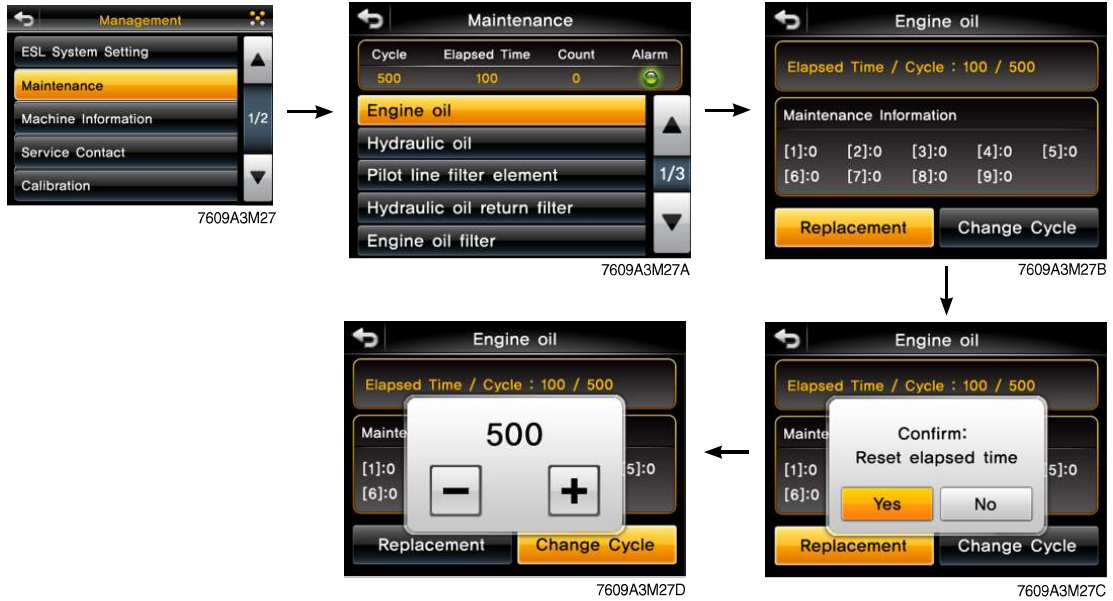 Management
ESL System Setting
Maintenance
Machine Information
Service Contact
Calibration
1/2
7609A3M27
Maintenance
Cycle Elapsed Time Count Alarm
500 100 0
Engine oil
Hydraulic oil
Pilot line filter element
Hydraulic oil return filter
Engine oil filter
1/3
7609A3M27A
Engine oil
Elapsed Time / Cycle : 100 / 500
Maintenance Information
[1]:0 [2]:0 [3]:0 [4]:0 [5]:0
[6]:0 [7]:0 [8]:0 [9]:0
Replacement Change Cycle
7609A3M27B
Engine oil
Elapsed Time / Cycle : 100 / 500
Mainte
[1]:0 5]:0
[6]:0
Confirm:
Reset elapsed time
Yes No
Replacement Change Cycle
7609A3M27C
Engine oil
Elapsed Time / Cycle : 100 / 500
Mainte
[1]:0 5]:0
[6]:0
500
− +
Replacement Change Cycle
7609A3M27D